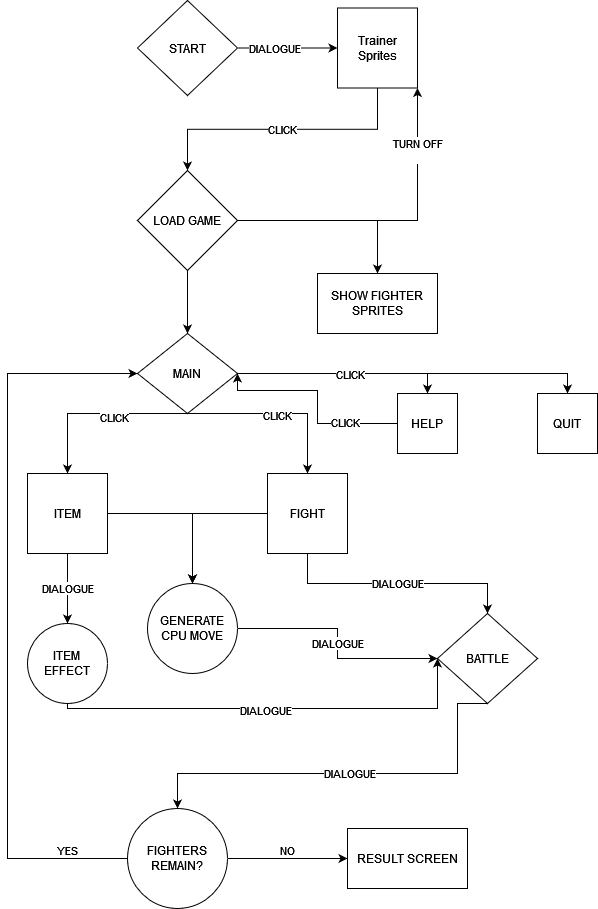 START
DIALOGUE
Trainer
Sprites
CLICK
TURN OFF
LOAD GAME
SHOW FIGHTER
SPRITES
MAIN
CLICK
CLICK
CLICK
CLICK
HELP
QUIT
ITEM
FIGHT
DIALOGUE
DIALOGUE
GENERATE
CPU MOVE
DIALOGUE
ITEM
EFFECT
BATTLE
DIALOGUE
DIALOGUE
YES
FIGHTERS
REMAIN?
NO
RESULT SCREEN